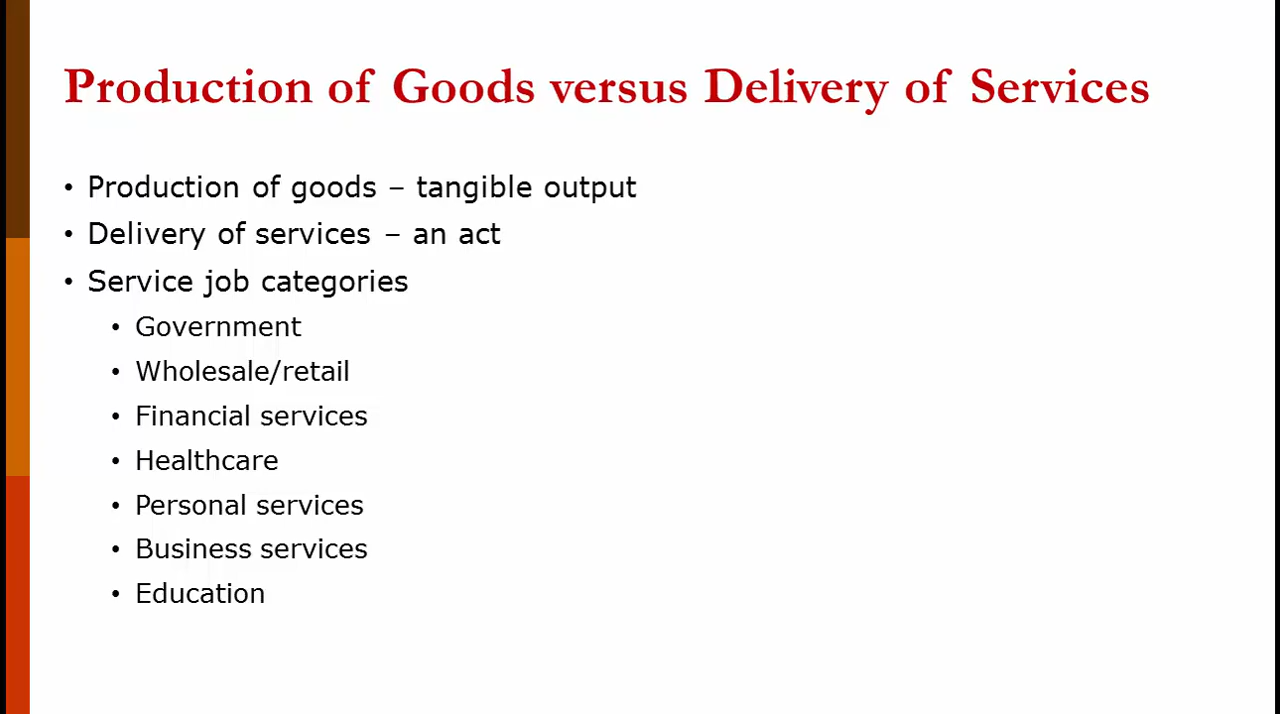 Production of Goods versus Delivery of Services
• Production of goods – tangible output
• Delivery of services – an act
• Service job categories
• Government
• Wholesale/retail
• Financial services
• Healthcare
• Personal services
• Business services
• Education